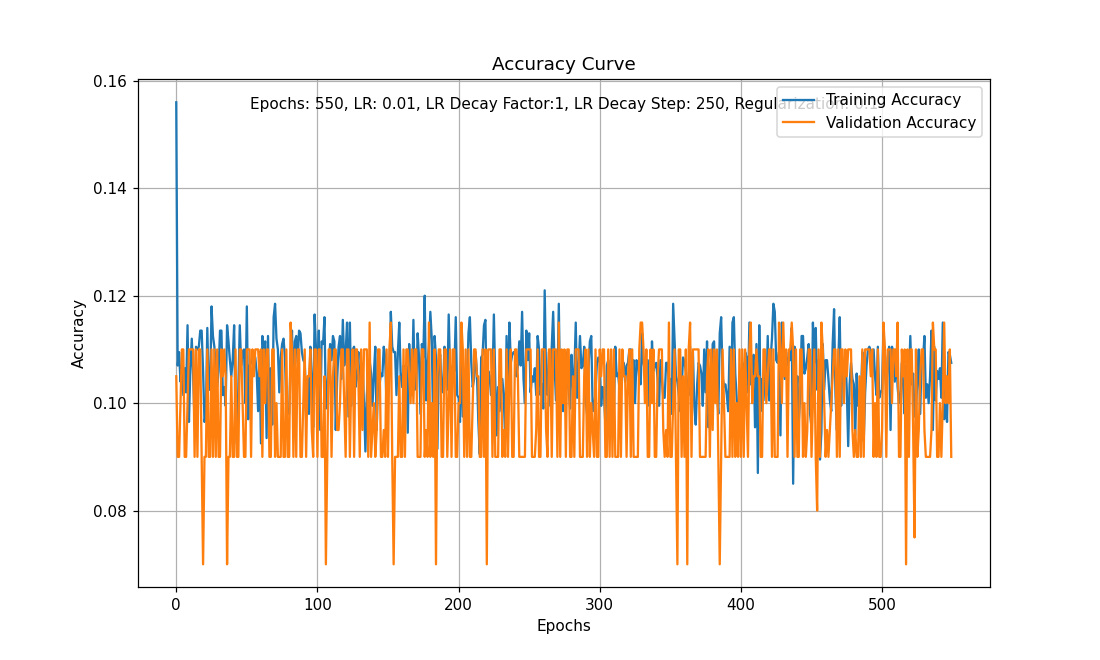 Accuracy Curve
Epochs: 550, LR: 0.01, LR Decay Factor:1, LR Decay Step: 250, Regularization: 0.1
Training Accuracy
Validation Accuracy
Accuracy
0.16
0.14
0.12
0.10
0.08
0 100 200 300 400 500
Epochs